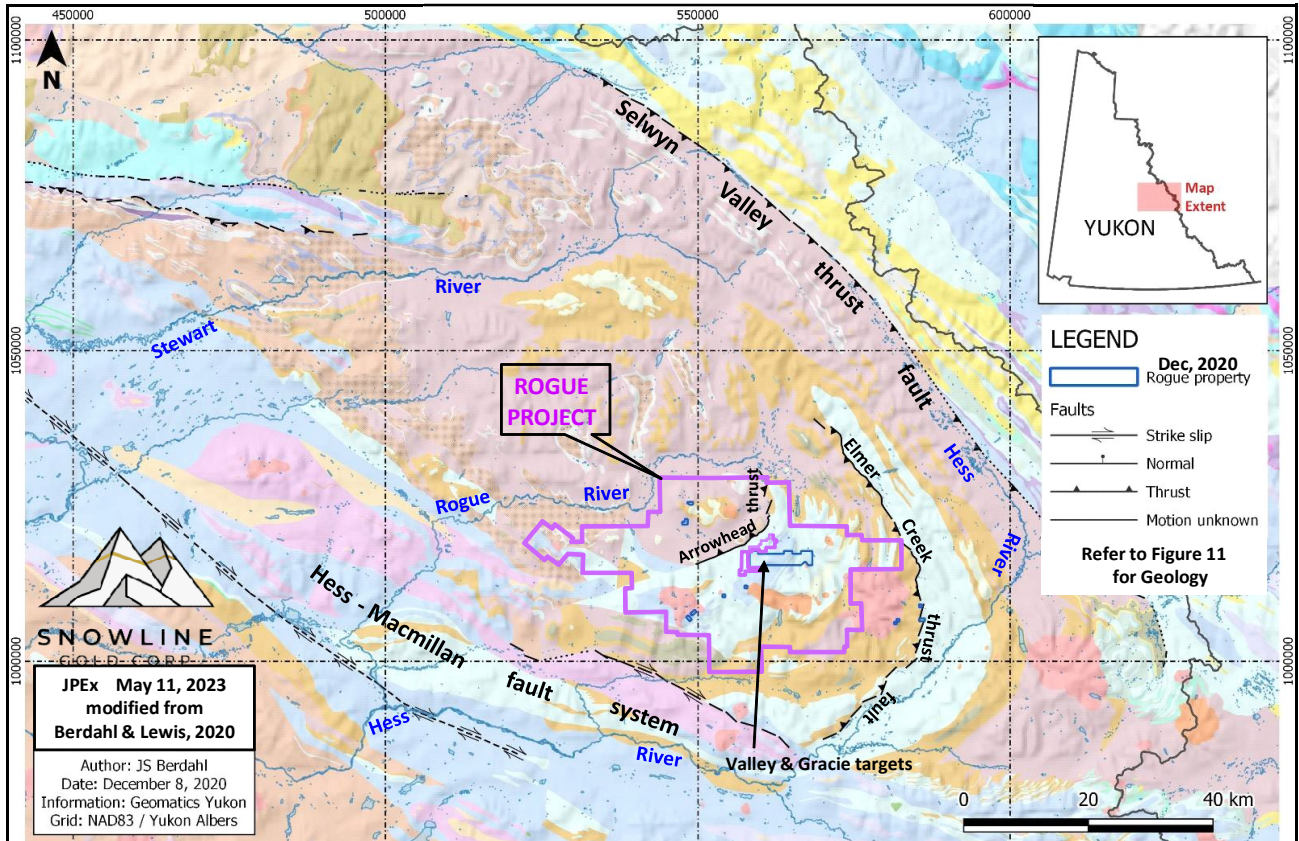 450000
500000
550000
600000
1100000
1100000
N
Selwyn
Valley
thrust
fault
Map
Extent
YUKON
River
Stewart
1050000
1050000
LEGEND
Dec, 2020
Rogue property
Faults
Strike slip
Normal
Thrust
Motion unknown
Refer to Figure 11
for Geology
ROGUE
PROJECT
Elmer
Creek
thrust
fault
Hess
River
Rogue
River
Arrowhead
thrust
Hess - Macmillan
fault
system
SNOWLINE
GOLD CORP
1000000
1000000
JPEx May 11, 2023
modified from
Berdahl & Lewis, 2020
Hess
River
Valley & Gracie targets
Author: JS Berdahl
Date: December 8, 2020
Information: Geomatics Yukon
Grid: NAD83 / Yukon Albers
0 20 40 km